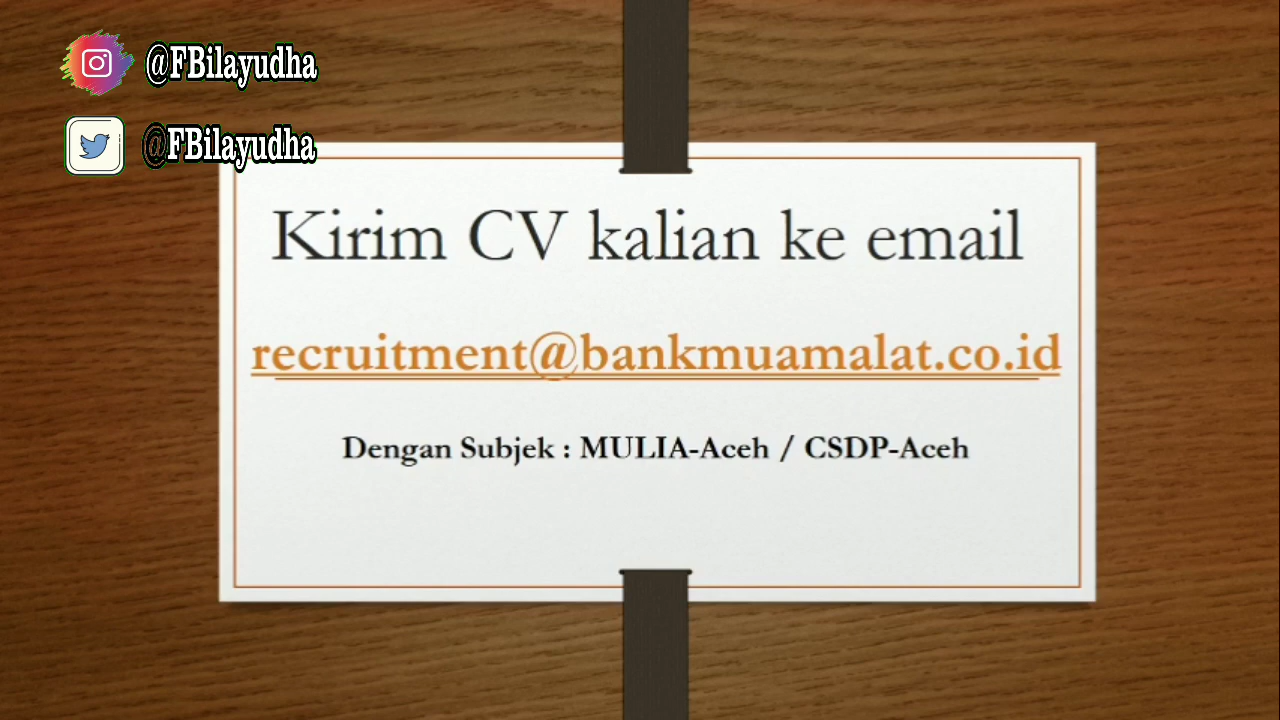 @FBilayudha
@FBilayudha
Kirim CV kalian ke email
recruitment@bankmuamalat.co.id
Dengan Subjek : MULIA-Aceh / CSDP-Aceh